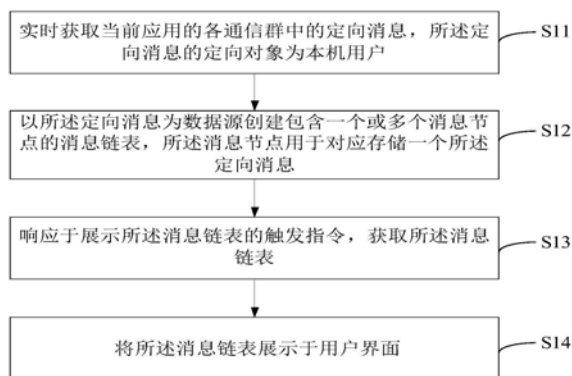 实时获取当前应用的各通信群中的定向消息，所述定
向消息的定向对象为本机用户
S11
以所述定向消息为数据源创建包含一个或多个消息节
点的消息链表，所述消息节点用于对应存储一个所述
定向消息
S12
响应于展示所述消息链表的触发指令，获取所述消息
链表
S13
将所述消息链表展示于用户界面
S14